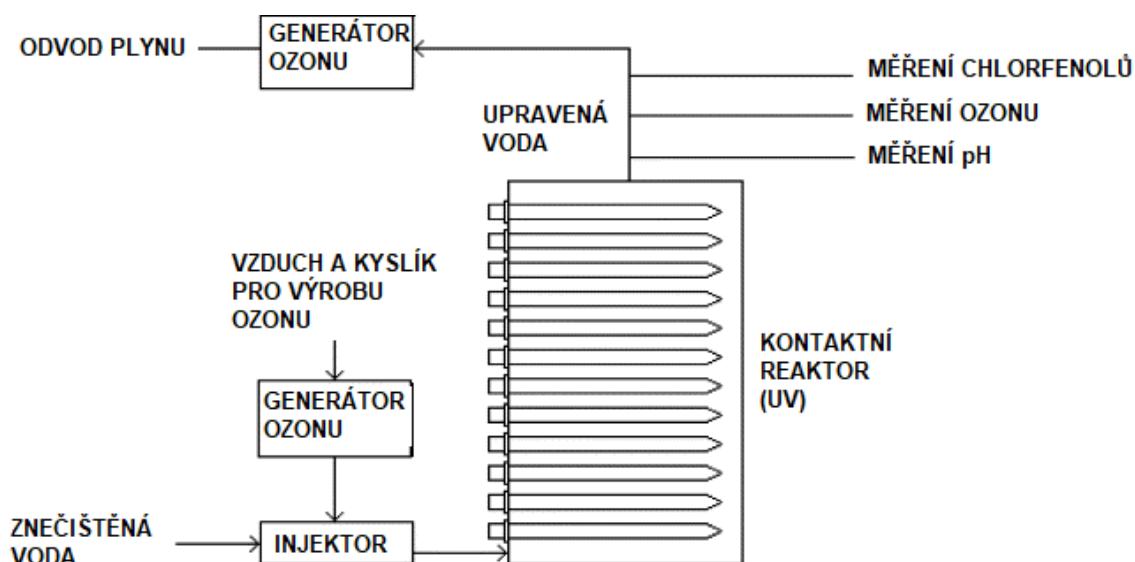 ODVOD PLYNU
GENERÁTOR
OZONU
MĚŘENÍ CHLORFENOLŮ
MĚŘENÍ OZONU
MĚŘENÍ pH
UPRAVENÁ
VODA
VZDUCH A KYSLÍK
PRO VÝROBU
OZONU
GENERÁTOR
OZONU
KONTAKTNÍ
REAKTOR
(UV)
ZNEČIŠTĚNÁ
VODA
INJEKTOR